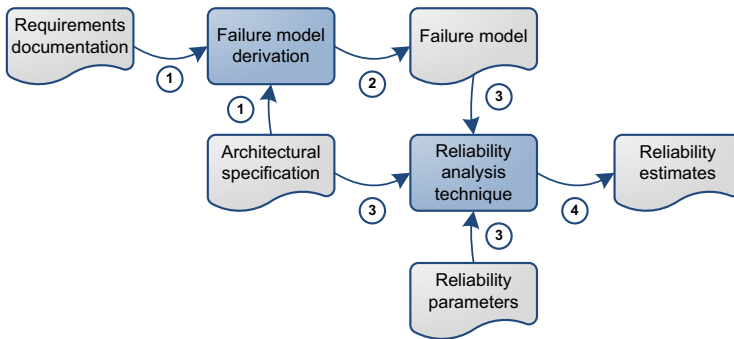 Requirements
documentation
Failure model
derivation
Failure model
1
2
1
3
Architectural
specification
Reliability
analysis
technique
Reliability
estimates
3
4
3
Reliability
parameters